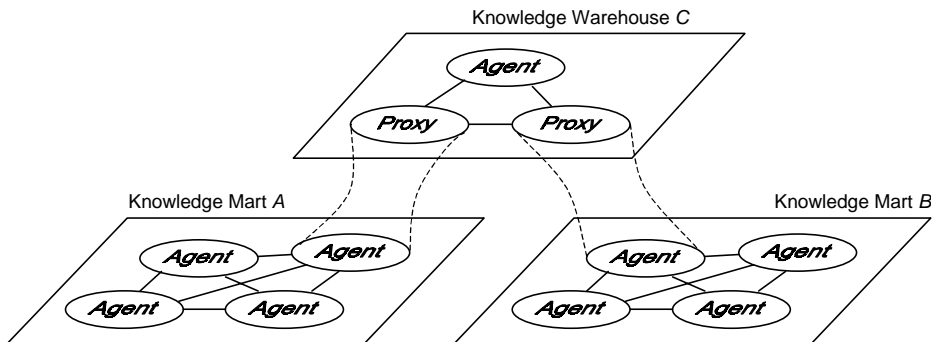 Knowledge Warehouse C
Agent
Proxy Proxy
Knowledge Mart A
Knowledge Mart B
Agent Agent
Agent Agent
Agent Agent
Agent Agent